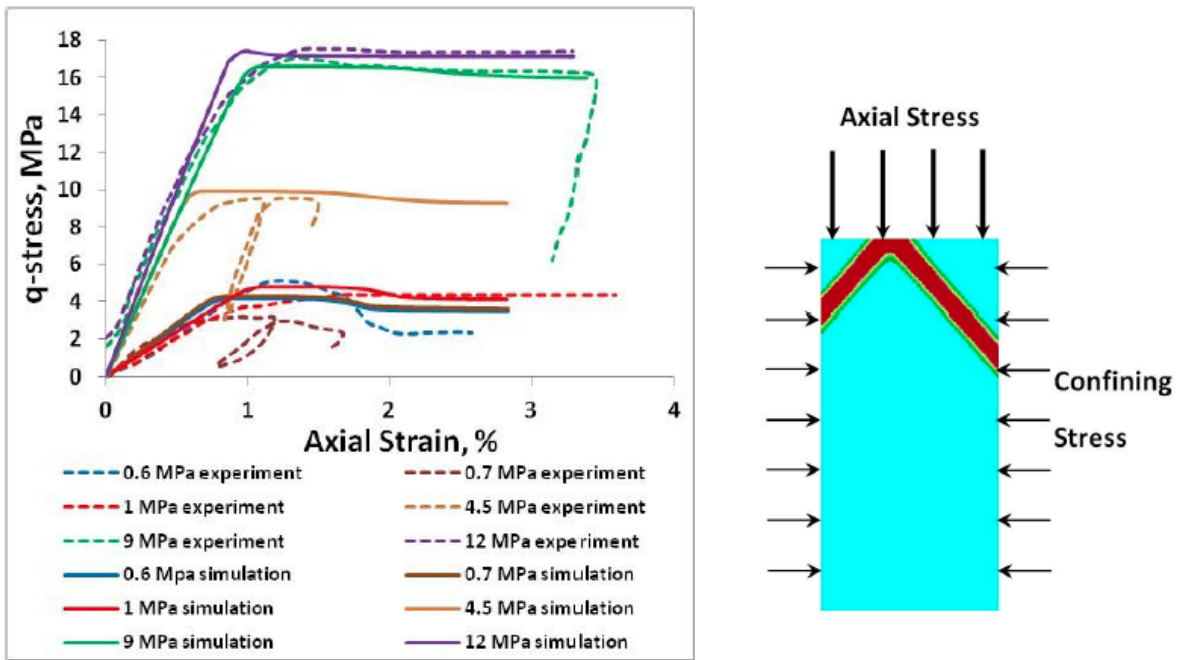 q-stress, MPa
18
16
14
12
10
8
6
4
2
0
0 1 2 3 4
Axial Strain, %
0.6 MPa experiment 0.7 MPa experiment
1 MPa experiment 4.5 MPa experiment
9 MPa experiment 12 MPa experiment
0.6 Mpa simulation 0.7 MPa simulation
1 MPa simulation 4.5 MPa simulation
9 MPa simulation 12 MPa simulation
Axial Stress
Confining
Stress